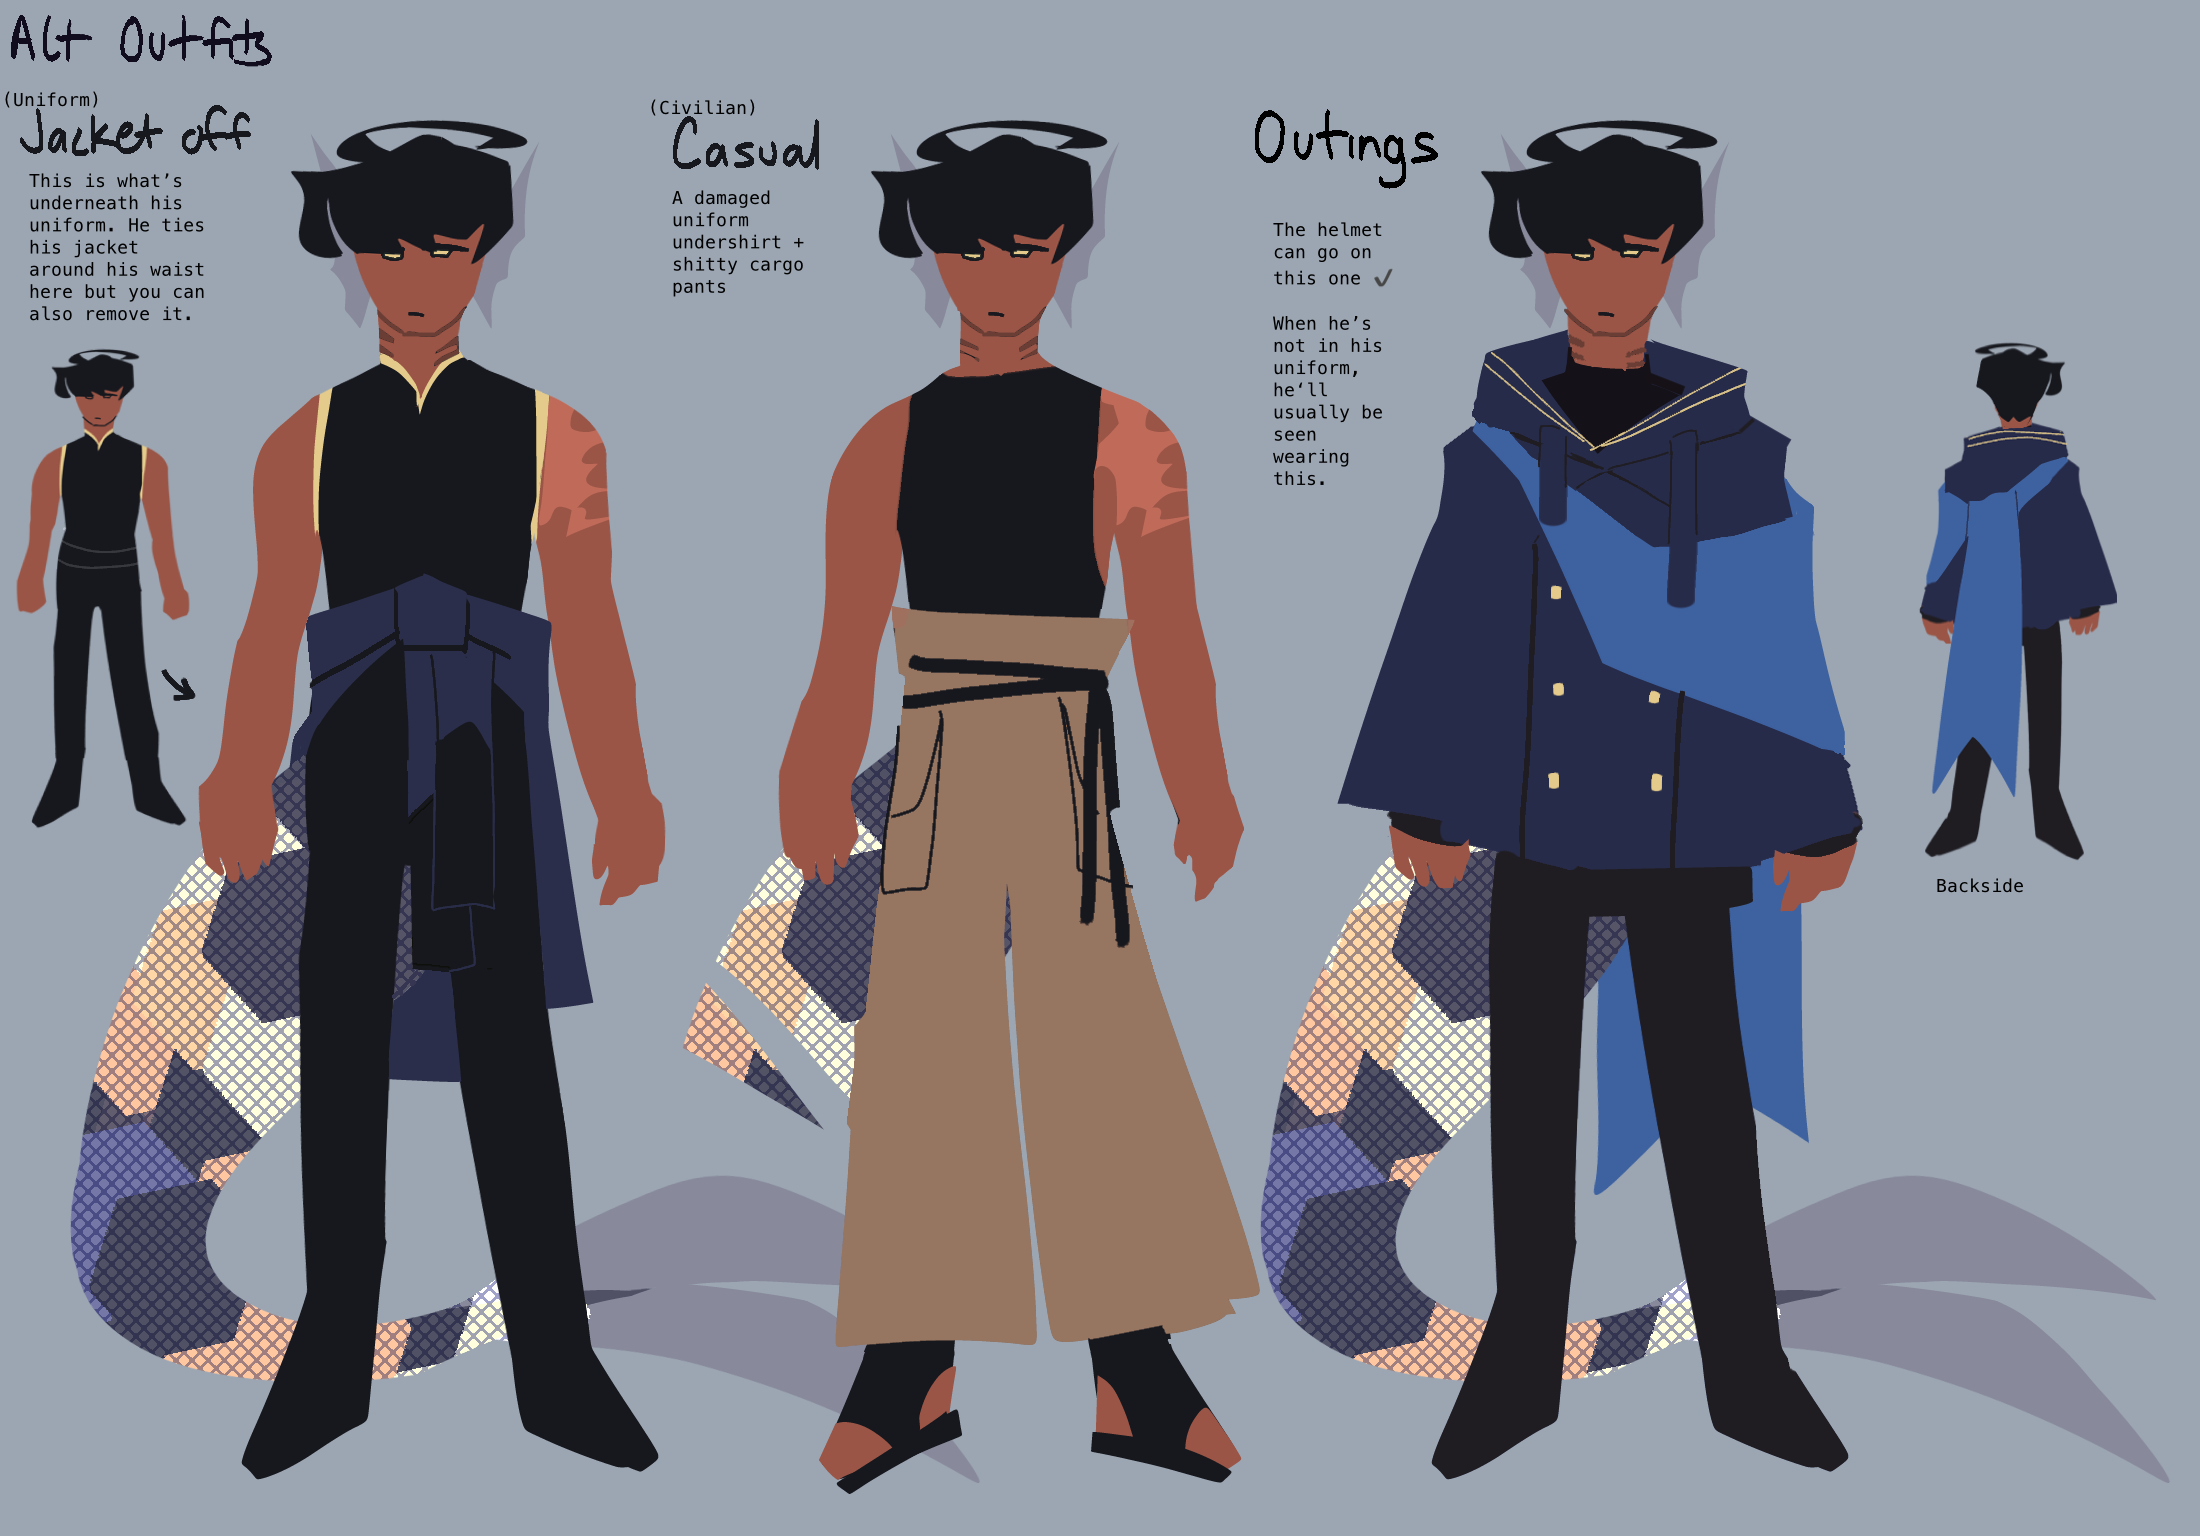 Alt Outfits
(Uniform)
Jacket off
This is what's
underneath his
uniform. He ties
his jacket
around his waist
here but you can
also remove it.
(Civilian)
Casual
A damaged
uniform
undershirt +
shitty cargo
pants
Outings
The helmet
can go on
this one ✓
When he's
not in his
uniform,
he'll
usually be
seen
wearing
this.
Backside